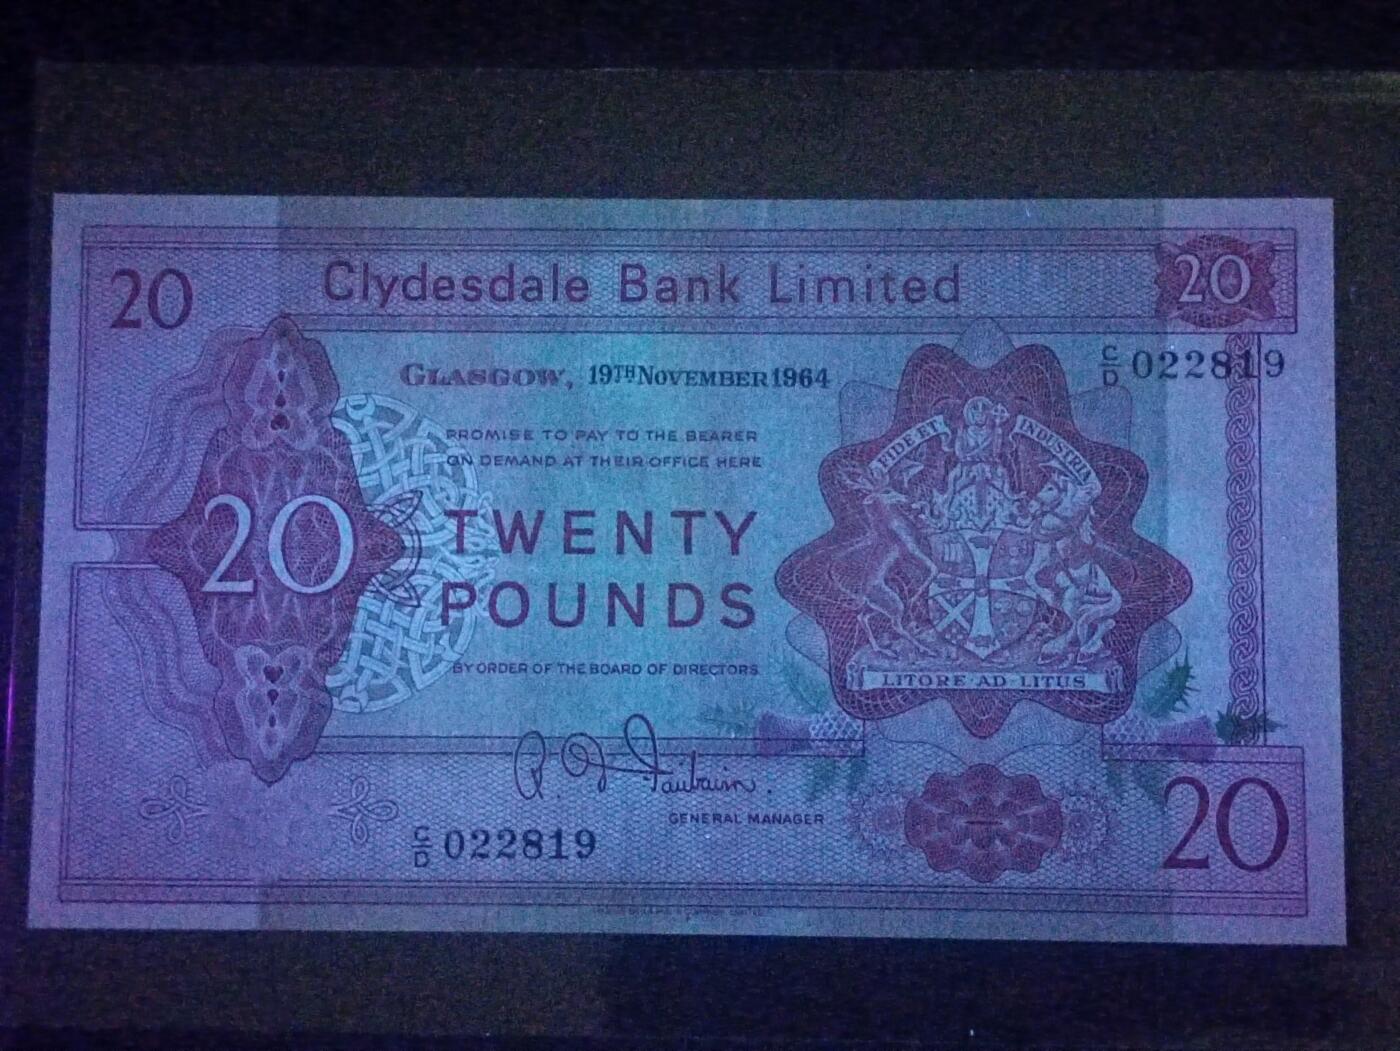 20 Clydesdale Bank Limited 20
GLASGOW, 19TH NOVEMBER 1964
C/D 022819
PROMISE TO PAY TO THE BEARER
ON DEMAND AT THEIR OFFICE HERE
FIDE ET INDUSTRIA
20
TWENTY
POUNDS
BY ORDER OF THE BOARD OF DIRECTORS
LITORE AD LITUS
R. D. Fairbairn.
GENERAL MANAGER
C/D 022819
20